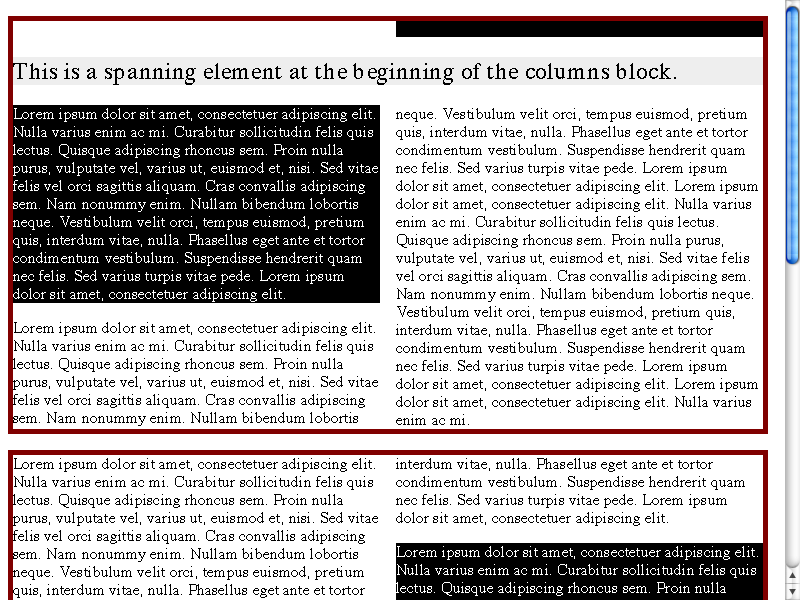 This is a spanning element at the beginning of the columns block.
Lorem ipsum dolor sit amet, consectetuer adipiscing elit.
Nulla varius enim ac mi. Curabitur sollicitudin felis quis
lectus. Quisque adipiscing rhoncus sem. Proin nulla
purus, vulputate vel, varius ut, euismod et, nisi. Sed vitae
felis vel orci sagittis aliquam. Cras convallis adipiscing
sem. Nam nonummy enim. Nullam bibendum lobortis
neque. Vestibulum velit orci, tempus euismod, pretium
quis, interdum vitae, nulla. Phasellus eget ante et tortor
condimentum vestibulum. Suspendisse hendrerit quam
nec felis. Sed varius turpis vitae pede. Lorem ipsum
dolor sit amet, consectetuer adipiscing elit.
Lorem ipsum dolor sit amet, consectetuer adipiscing elit.
Nulla varius enim ac mi. Curabitur sollicitudin felis quis
lectus. Quisque adipiscing rhoncus sem. Proin nulla
purus, vulputate vel, varius ut, euismod et, nisi. Sed vitae
felis vel orci sagittis aliquam. Cras convallis adipiscing
sem. Nam nonummy enim. Nullam bibendum lobortis
neque. Vestibulum velit orci, tempus euismod, pretium
quis, interdum vitae, nulla. Phasellus eget ante et tortor
condimentum vestibulum. Suspendisse hendrerit quam
nec felis. Sed varius turpis vitae pede. Lorem ipsum
dolor sit amet, consectetuer adipiscing elit. Lorem ipsum
dolor sit amet, consectetuer adipiscing elit. Nulla varius
enim ac mi. Curabitur sollicitudin felis quis lectus.
Quisque adipiscing rhoncus sem. Proin nulla purus,
vulputate vel, varius ut, euismod et, nisi. Sed vitae felis
vel orci sagittis aliquam. Cras convallis adipiscing sem.
Nam nonummy enim. Nullam bibendum lobortis neque.
Vestibulum velit orci, tempus euismod, pretium quis,
interdum vitae, nulla. Phasellus eget ante et tortor
condimentum vestibulum. Suspendisse hendrerit quam
nec felis. Sed varius turpis vitae pede. Lorem ipsum
dolor sit amet, consectetuer adipiscing elit. Lorem ipsum
dolor sit amet, consectetuer adipiscing elit. Nulla varius
enim ac mi.
Lorem ipsum dolor sit amet, consectetuer adipiscing elit.
Nulla varius enim ac mi. Curabitur sollicitudin felis quis
lectus. Quisque adipiscing rhoncus sem. Proin nulla
purus, vulputate vel, varius ut, euismod et, nisi. Sed vitae
felis vel orci sagittis aliquam. Cras convallis adipiscing
sem. Nam nonummy enim. Nullam bibendum lobortis
neque. Vestibulum velit orci, tempus euismod, pretium
quis, interdum vitae, nulla. Phasellus eget ante et tortor
interdum vitae, nulla. Phasellus eget ante et tortor
condimentum vestibulum. Suspendisse hendrerit quam
nec felis. Sed varius turpis vitae pede. Lorem ipsum
dolor sit amet, consectetuer adipiscing elit.
Lorem ipsum dolor sit amet, consectetuer adipiscing elit.
Nulla varius enim ac mi. Curabitur sollicitudin felis quis
lectus. Quisque adipiscing rhoncus sem. Proin nulla